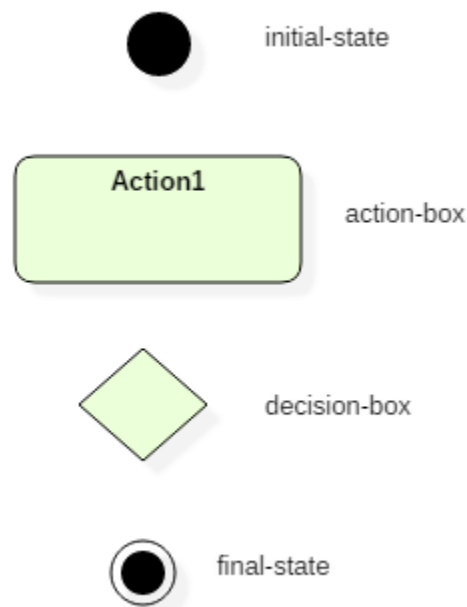 initial-state
Action1
action-box
decision-box
final-state